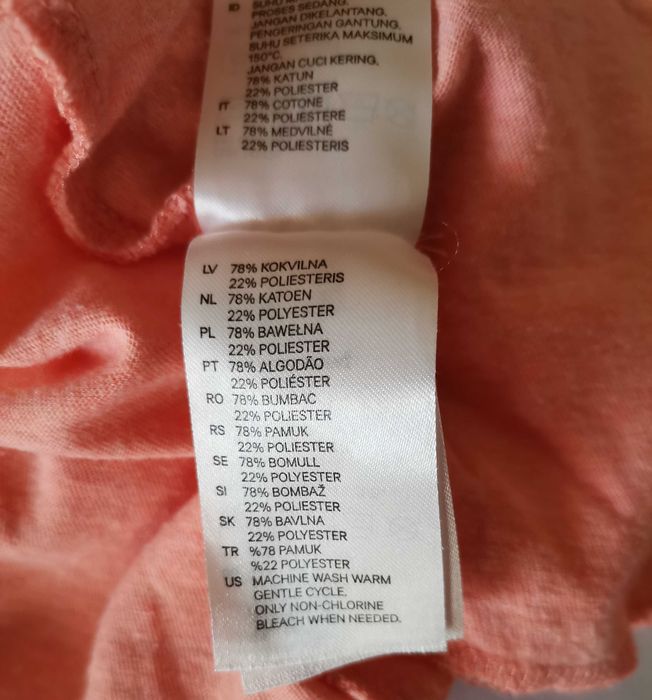 ID SUHU
PROSES SEDANG.
JANGAN DIKELANTANG.
PENGERINGAN GANTUNG.
SUHU SETERIKA MAKSIMUM
150°C.
JANGAN CUCI KERING.
78% KATUN
22% POLIESTER
IT 78% COTONE
22% POLIESTERE
LT 78% MEDVILNĖ
22% POLIESTERIS
LV 78% KOKVILNA
22% POLIESTERIS
NL 78% KATOEN
22% POLYESTER
PL 78% BAWEŁNA
22% POLIESTER
PT 78% ALGODÃO
22% POLIÉSTER
RO 78% BUMBAC
22% POLIESTER
RS 78% PAMUK
22% POLIESTER
SE 78% BOMULL
22% POLYESTER
SI 78% BOMBAŽ
22% POLIESTER
SK 78% BAVLNA
22% POLYESTER
TR %78 PAMUK
%22 POLYESTER
US MACHINE WASH WARM
GENTLE CYCLE.
ONLY NON-CHLORINE
BLEACH WHEN NEEDED.